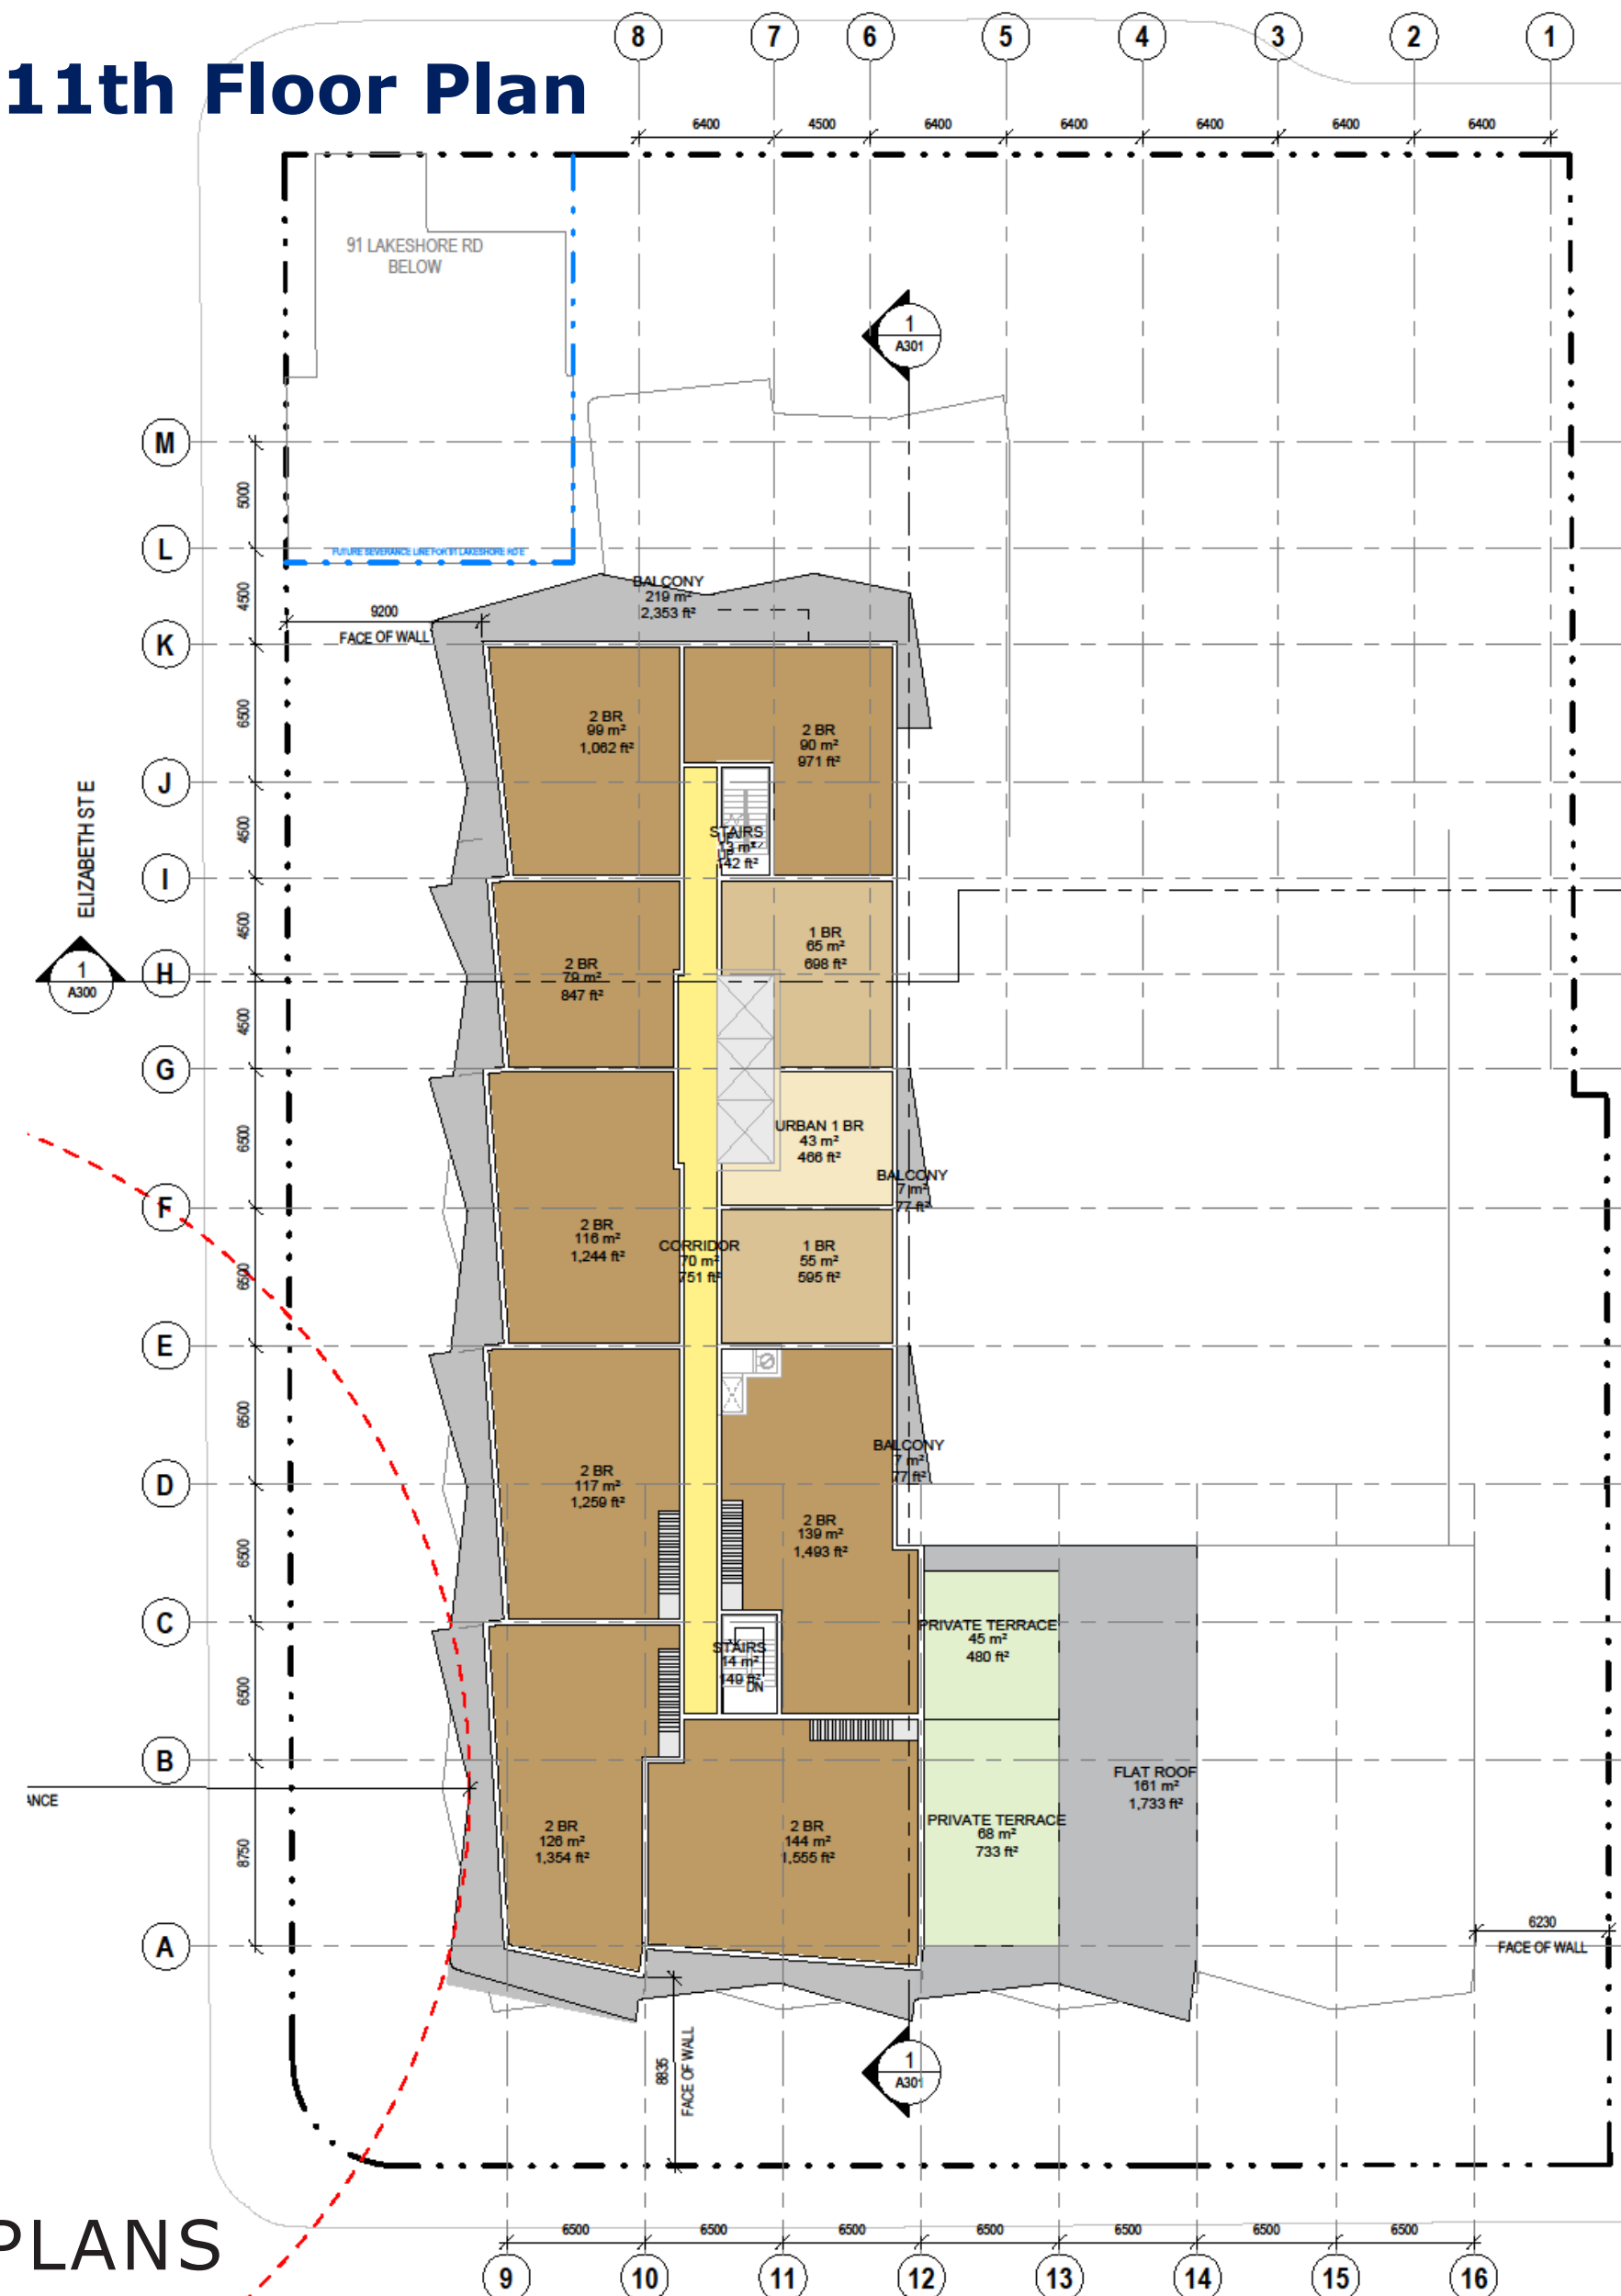 11th Floor Plan
8 7 6 5 4 3 2 1
6400 4500 6400 6400 6400 6400 6400
91 LAKESHORE RD
BELOW
1
A301
M
5000
L
FUTURE SEVERANCE LINE FOR 91 LAKESHORE RD E
4500
BALCONY
219 m²
2,353 ft²
9200
FACE OF WALL
K
6500
2 BR
99 m²
1,062 ft²
2 BR
90 m²
971 ft²
J
4500
STAIRS
13 m²
142 ft²
UP
ELIZABETH ST E
I
4500
1 BR
65 m²
698 ft²
2 BR
79 m²
847 ft²
H
1
A300
4500
G
6500
URBAN 1 BR
43 m²
466 ft²
BALCONY
7 m²
77 ft²
F
6500
2 BR
116 m²
1,244 ft²
CORRIDOR
70 m²
751 ft²
1 BR
55 m²
595 ft²
E
6500
BALCONY
7 m²
77 ft²
2 BR
117 m²
1,259 ft²
D
6500
2 BR
139 m²
1,493 ft²
C
6500
STAIRS
14 m²
149 ft²
DN
PRIVATE TERRACE
45 m²
480 ft²
B
ANCE
8750
2 BR
126 m²
1,354 ft²
2 BR
144 m²
1,555 ft²
PRIVATE TERRACE
68 m²
733 ft²
FLAT ROOF
161 m²
1,733 ft²
A
6230
FACE OF WALL
8835
FACE OF WALL
1
A301
PLANS
6500 6500 6500 6500 6500 6500 6500
9 10 11 12 13 14 15 16